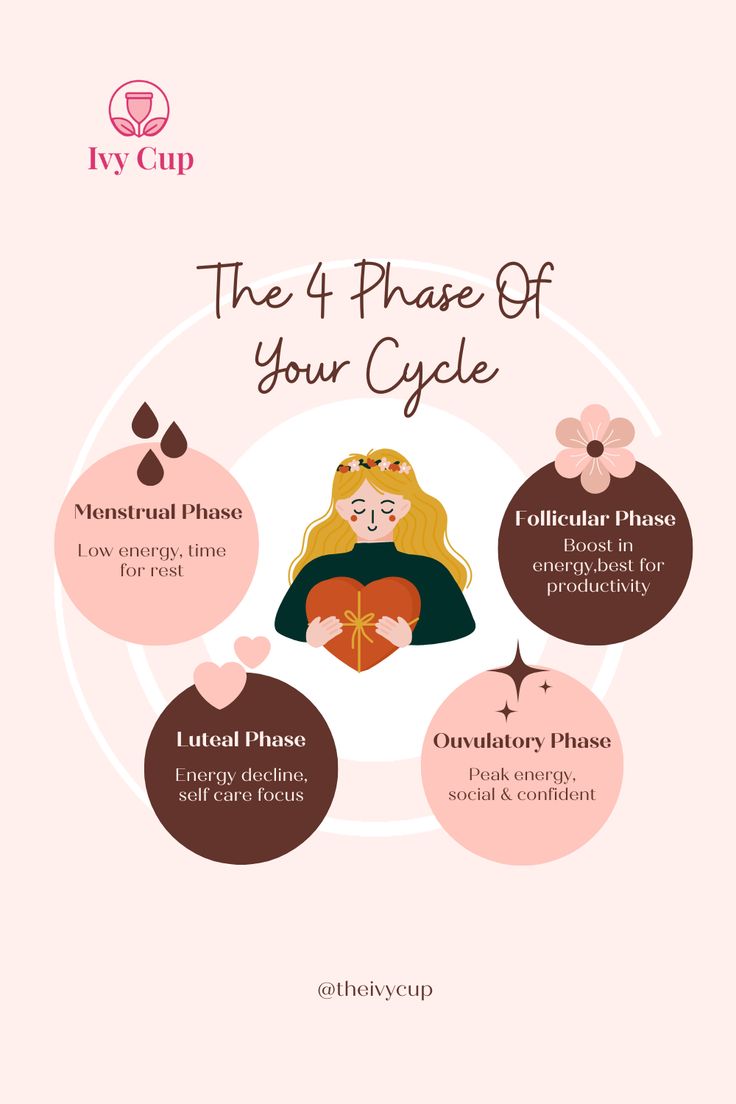 Ivy Cup
The 4 Phase Of
Your Cycle
Menstrual Phase
Low energy, time
for rest
Follicular Phase
Boost in
energy,best for
productivity
Luteal Phase
Energy decline,
self care focus
Ouvulatory Phase
Peak energy,
social & confident
@theivycup